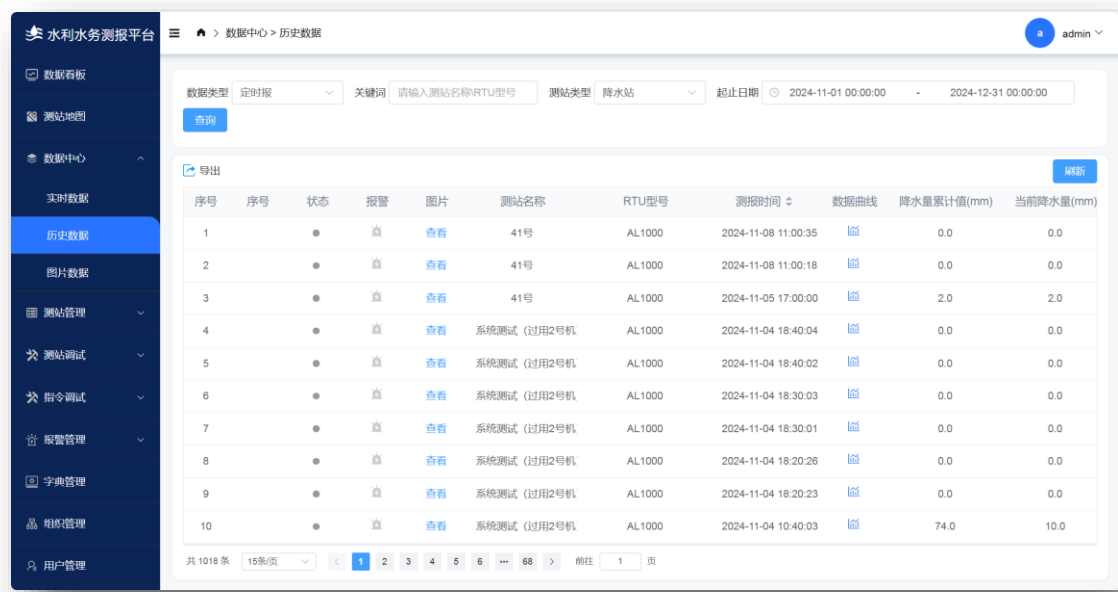 水利水务测报平台
数据中心 > 历史数据
a
admin
数据看板
测站地图
数据中心
实时数据
历史数据
图片数据
测站管理
测站调试
指令调试
报警管理
字典管理
组织管理
用户管理
数据类型 定时报 关键词 请输入测站名称\RTU型号 测站类型 降水站 起止日期 2024-11-01 00:00:00 - 2024-12-31 00:00:00
查询
导出 刷新
序号 序号 状态 报警 图片 测站名称 RTU型号 测报时间 数据曲线 降水量累计值(mm) 当前降水量(mm)
1 查看 41号 AL1000 2024-11-08 11:00:35 0.0 0.0
2 查看 41号 AL1000 2024-11-08 11:00:18 0.0 0.0
3 查看 41号 AL1000 2024-11-05 17:00:00 2.0 2.0
4 查看 系统测试（过用2号机 AL1000 2024-11-04 18:40:04 0.0 0.0
5 查看 系统测试（过用2号机 AL1000 2024-11-04 18:40:02 0.0 0.0
6 查看 系统测试（过用2号机 AL1000 2024-11-04 18:30:03 0.0 0.0
7 查看 系统测试（过用2号机 AL1000 2024-11-04 18:30:01 0.0 0.0
8 查看 系统测试（过用2号机 AL1000 2024-11-04 18:20:26 0.0 0.0
9 查看 系统测试（过用2号机 AL1000 2024-11-04 18:20:23 0.0 0.0
10 查看 系统测试（过用2号机 AL1000 2024-11-04 10:40:03 74.0 10.0
共 1018 条 15条/页 < 1 2 3 4 5 6 ··· 68 > 前往 1 页